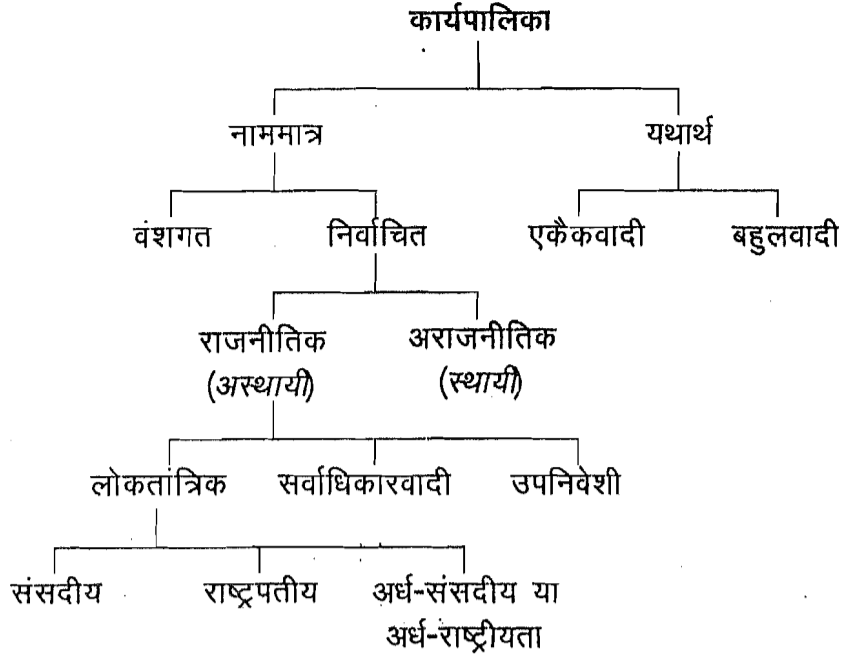 कार्यपालिका
नाममात्र यथार्थ
वंशगत निर्वाचित एकैकवादी बहुलवादी
राजनीतिक अराजनीतिक
(अस्थायी) (स्थायी)
लोकतांत्रिक सर्वाधिकारवादी उपनिवेशी
संसदीय राष्ट्रपतीय अर्ध-संसदीय या
अर्ध-राष्ट्रीयता